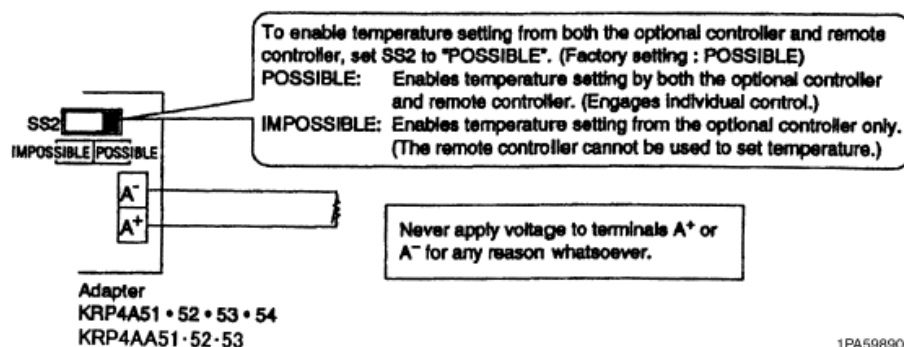 To enable temperature setting from both the optional controller and remote
controller, set SS2 to "POSSIBLE". (Factory setting : POSSIBLE)
POSSIBLE: Enables temperature setting by both the optional controller
and remote controller. (Engages individual control.)
IMPOSSIBLE: Enables temperature setting from the optional controller only.
(The remote controller cannot be used to set temperature.)
SS2
IMPOSSIBLE POSSIBLE
A⁻
A⁺
Never apply voltage to terminals A⁺ or
A⁻ for any reason whatsoever.
Adapter
KRP4A51 • 52 • 53 • 54
KRP4AA51·52·53
1PA59890